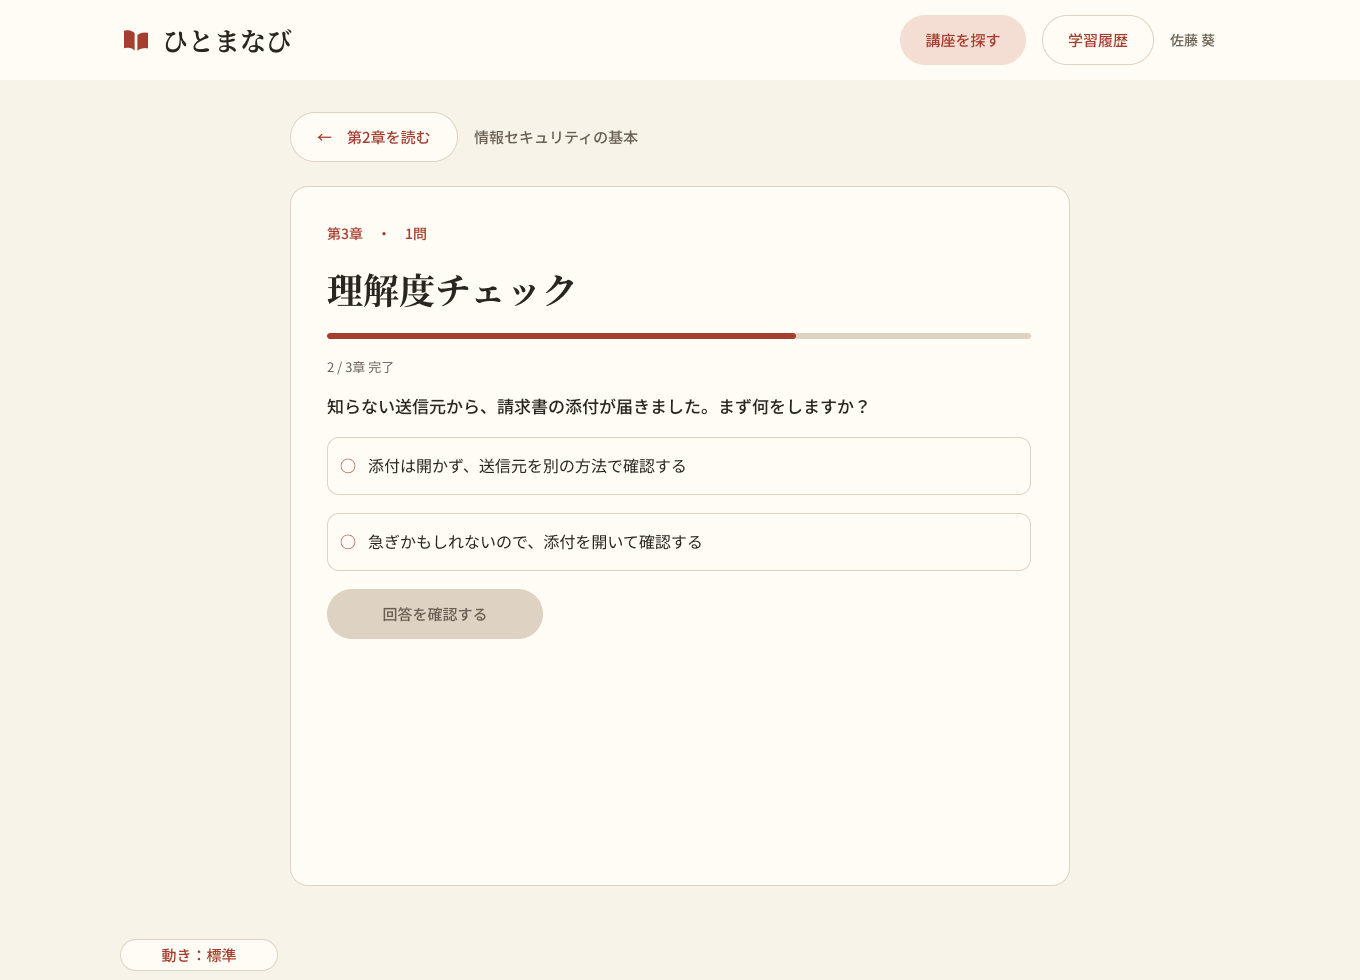 ひとまなび
講座を探す
学習履歴
佐藤 葵
← 第2章を読む
情報セキュリティの基本
第3章 ・ 1問
理解度チェック
2 / 3章 完了
知らない送信元から、請求書の添付が届きました。まず何をしますか？
添付は開かず、送信元を別の方法で確認する
急ぎかもしれないので、添付を開いて確認する
回答を確認する
動き：標準